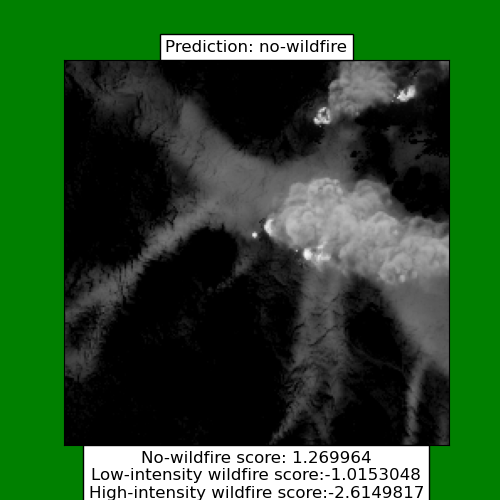 Prediction: no-wildfire
No-wildfire score: 1.269964
Low-intensity wildfire score:-1.0153048
High-intensity wildfire score:-2.6149817